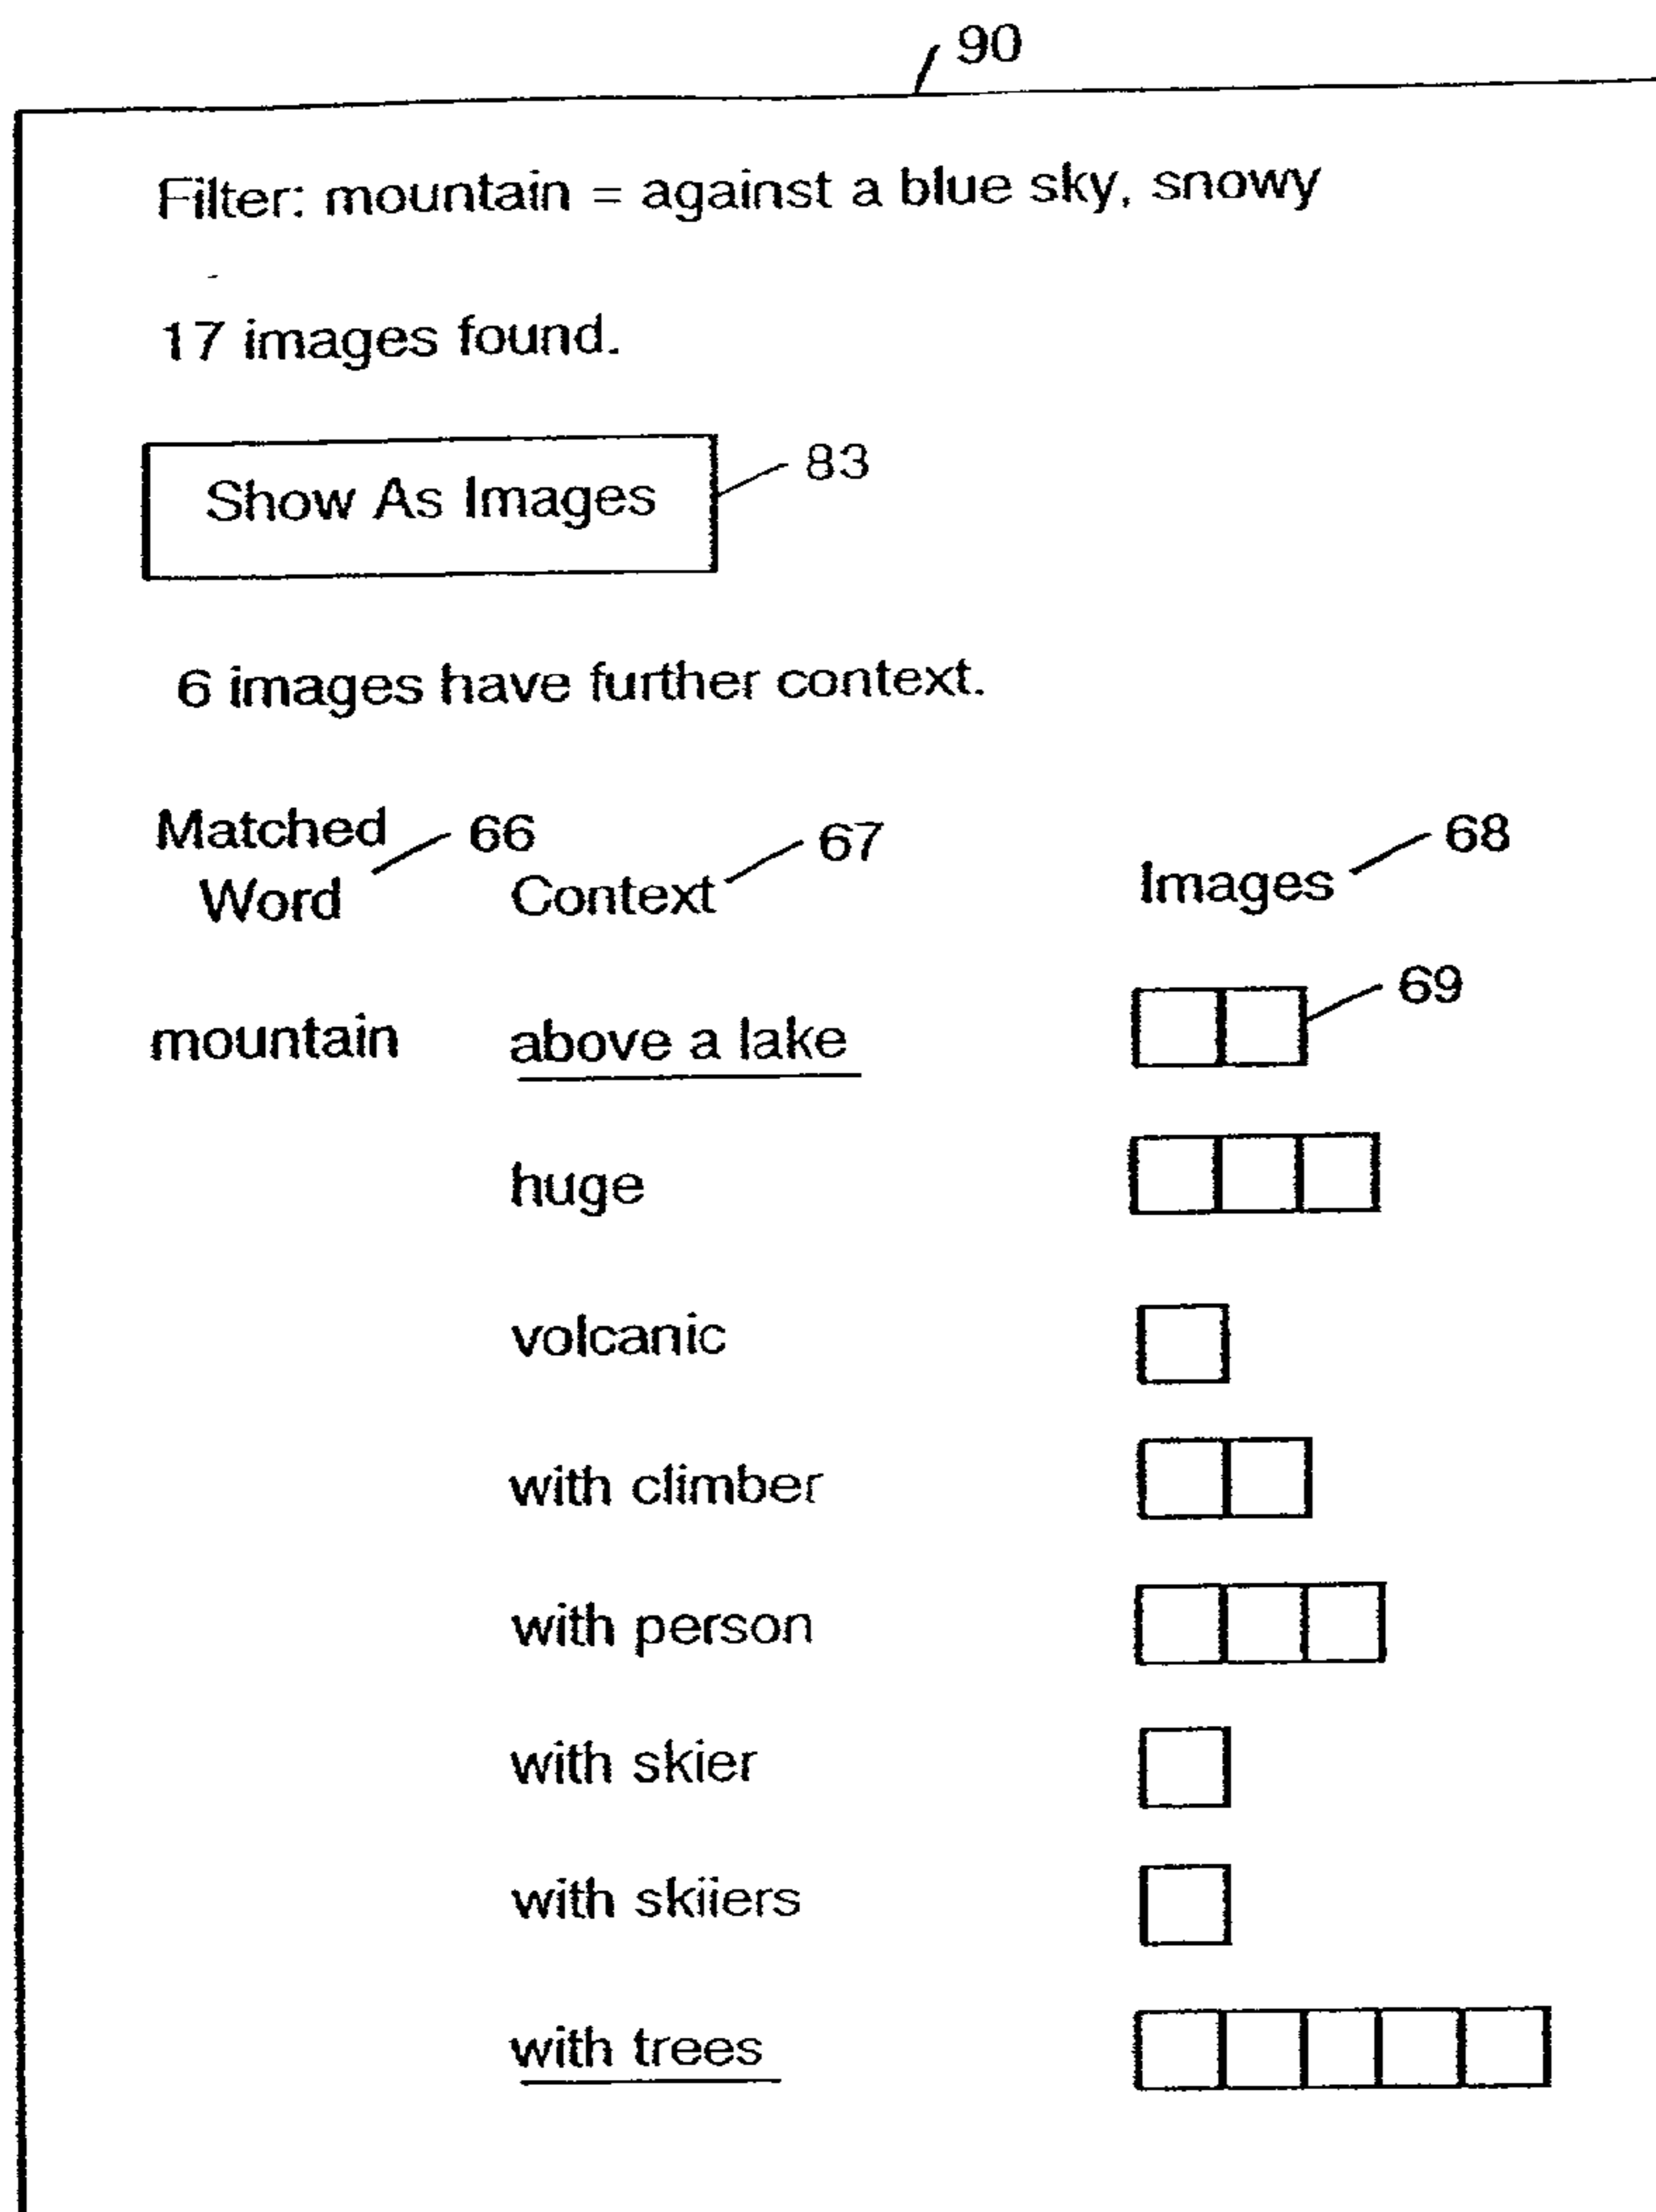 90
Filter: mountain = against a blue sky, snowy
17 images found.
Show As Images 83
6 images have further context.
Matched 66 67 68
Word Context Images
69
mountain above a lake
huge
volcanic
with climber
with person
with skier
with skiiers
with trees